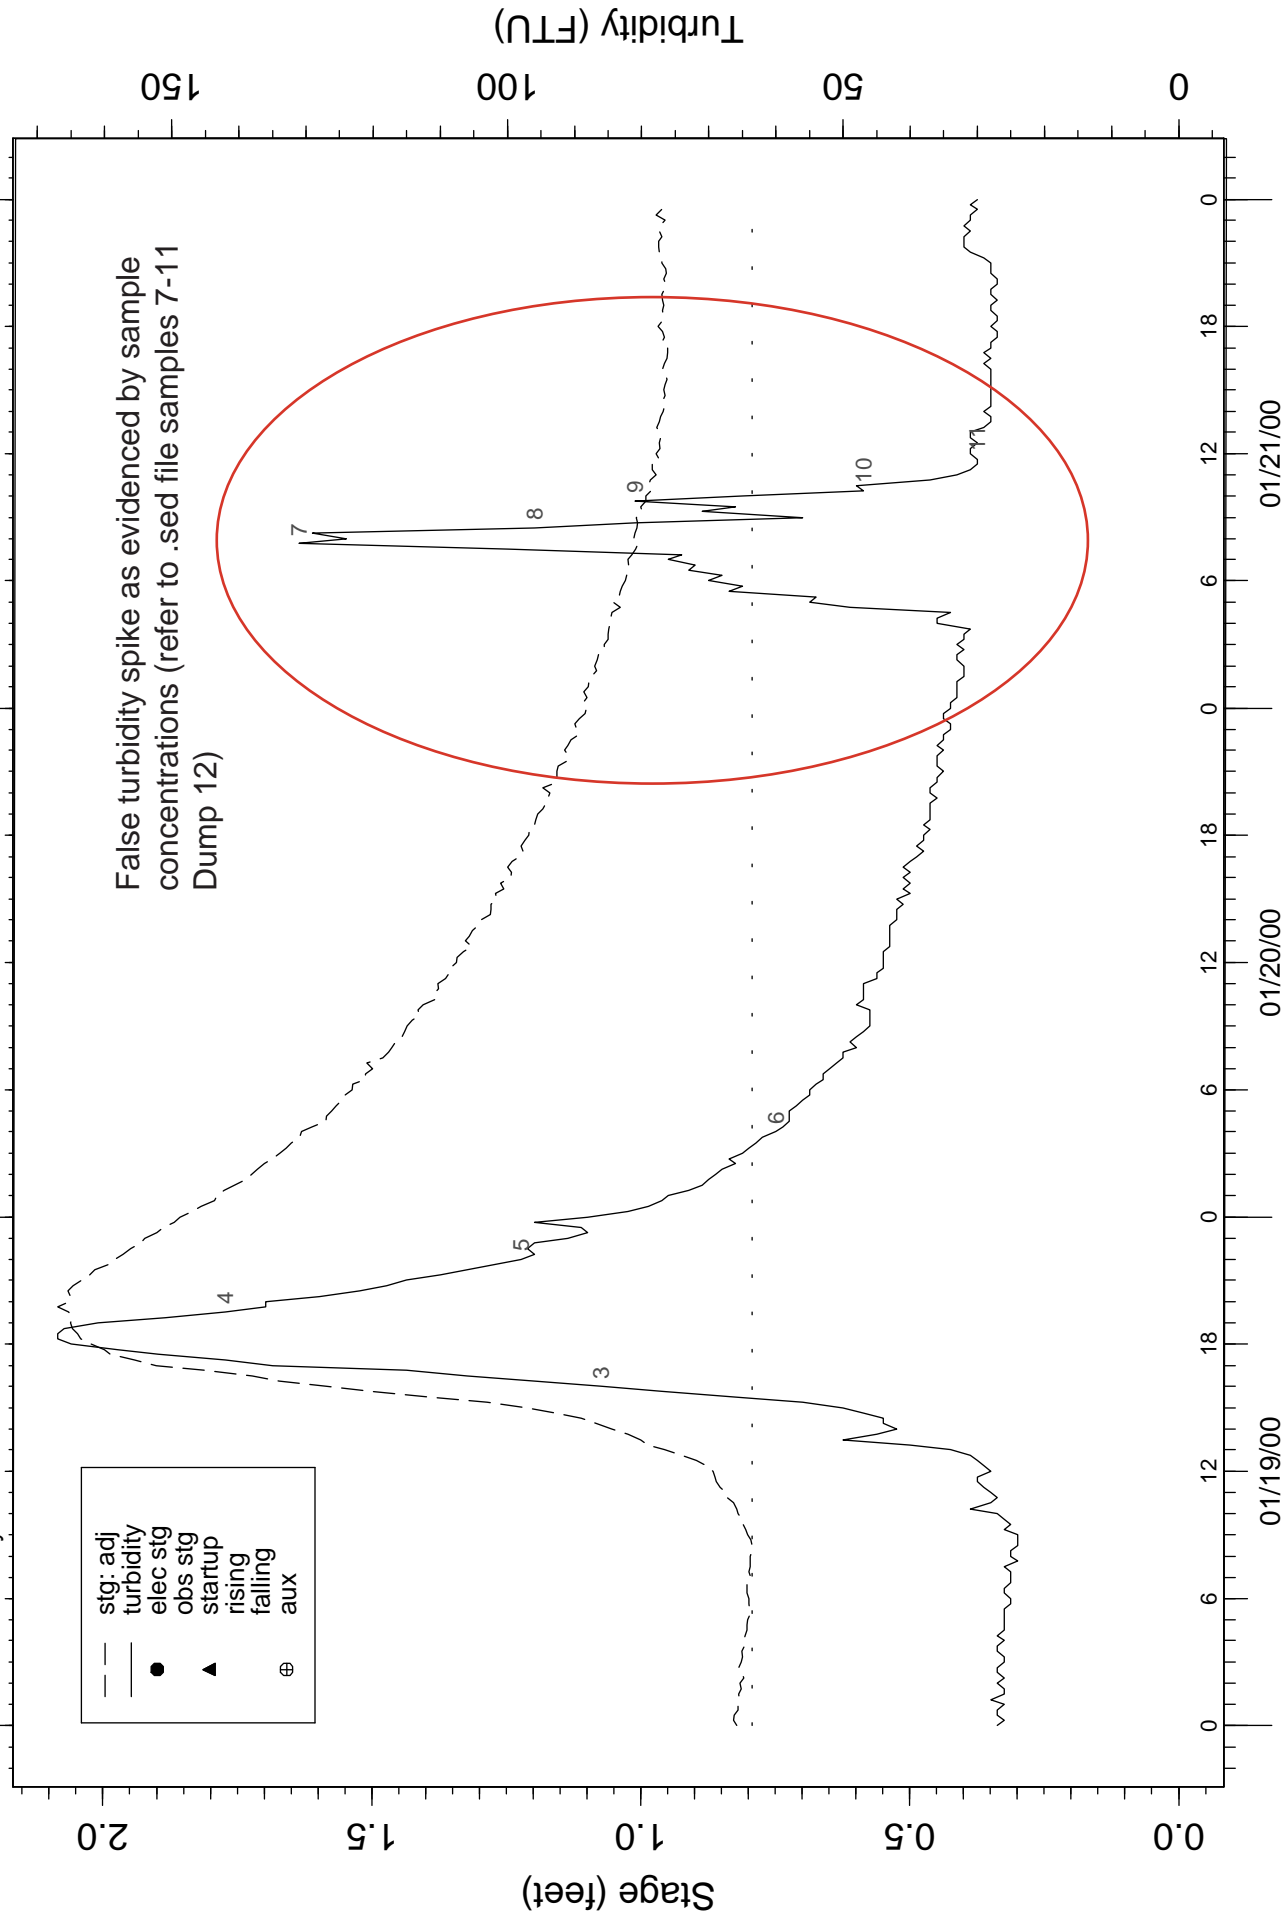 False turbidity spike as evidenced by sample
concentrations (refer to .sed file samples 7-11
Dump 12)
stg: adj
turbidity
elec stg
obs stg
startup
rising
falling
aux
Stage (feet)
0.0
0.5
1.0
1.5
2.0
Turbidity (FTU)
0
50
100
150
3
4
5
6
7
8
9
10
11
0 6 12 18 0 6 12 18 0 6 12 18 0
01/19/00 01/20/00 01/21/00